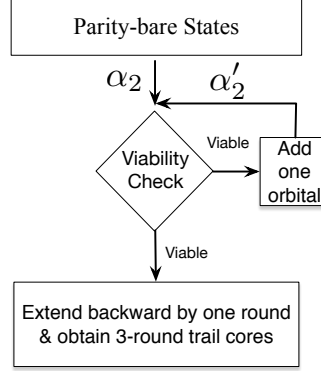 Parity-bare States
α₂
α₂′
Viability
Check
Viable
Add
one
orbital
Viable
Extend backward by one round
& obtain 3-round trail cores